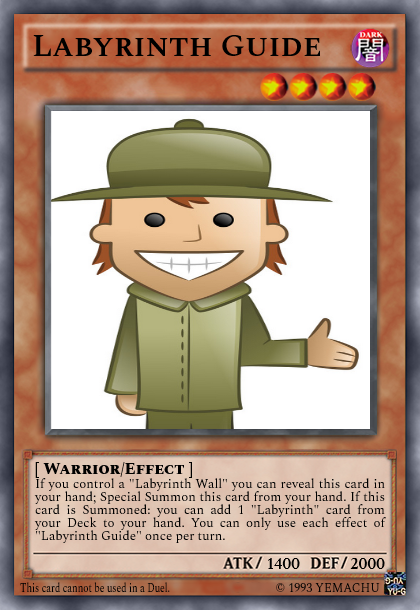 LABYRINTH GUIDE
DARK
闇
[ WARRIOR/EFFECT ]
If you control a "Labyrinth Wall" you can reveal this card in
your hand; Special Summon this card from your hand. If this
card is Summoned: you can add 1 "Labyrinth" card from
your Deck to your hand. You can only use each effect of
"Labyrinth Guide" once per turn.
ATK/ 1400 DEF/ 2000
This card cannot be used in a Duel. © 1993 YEMACHU